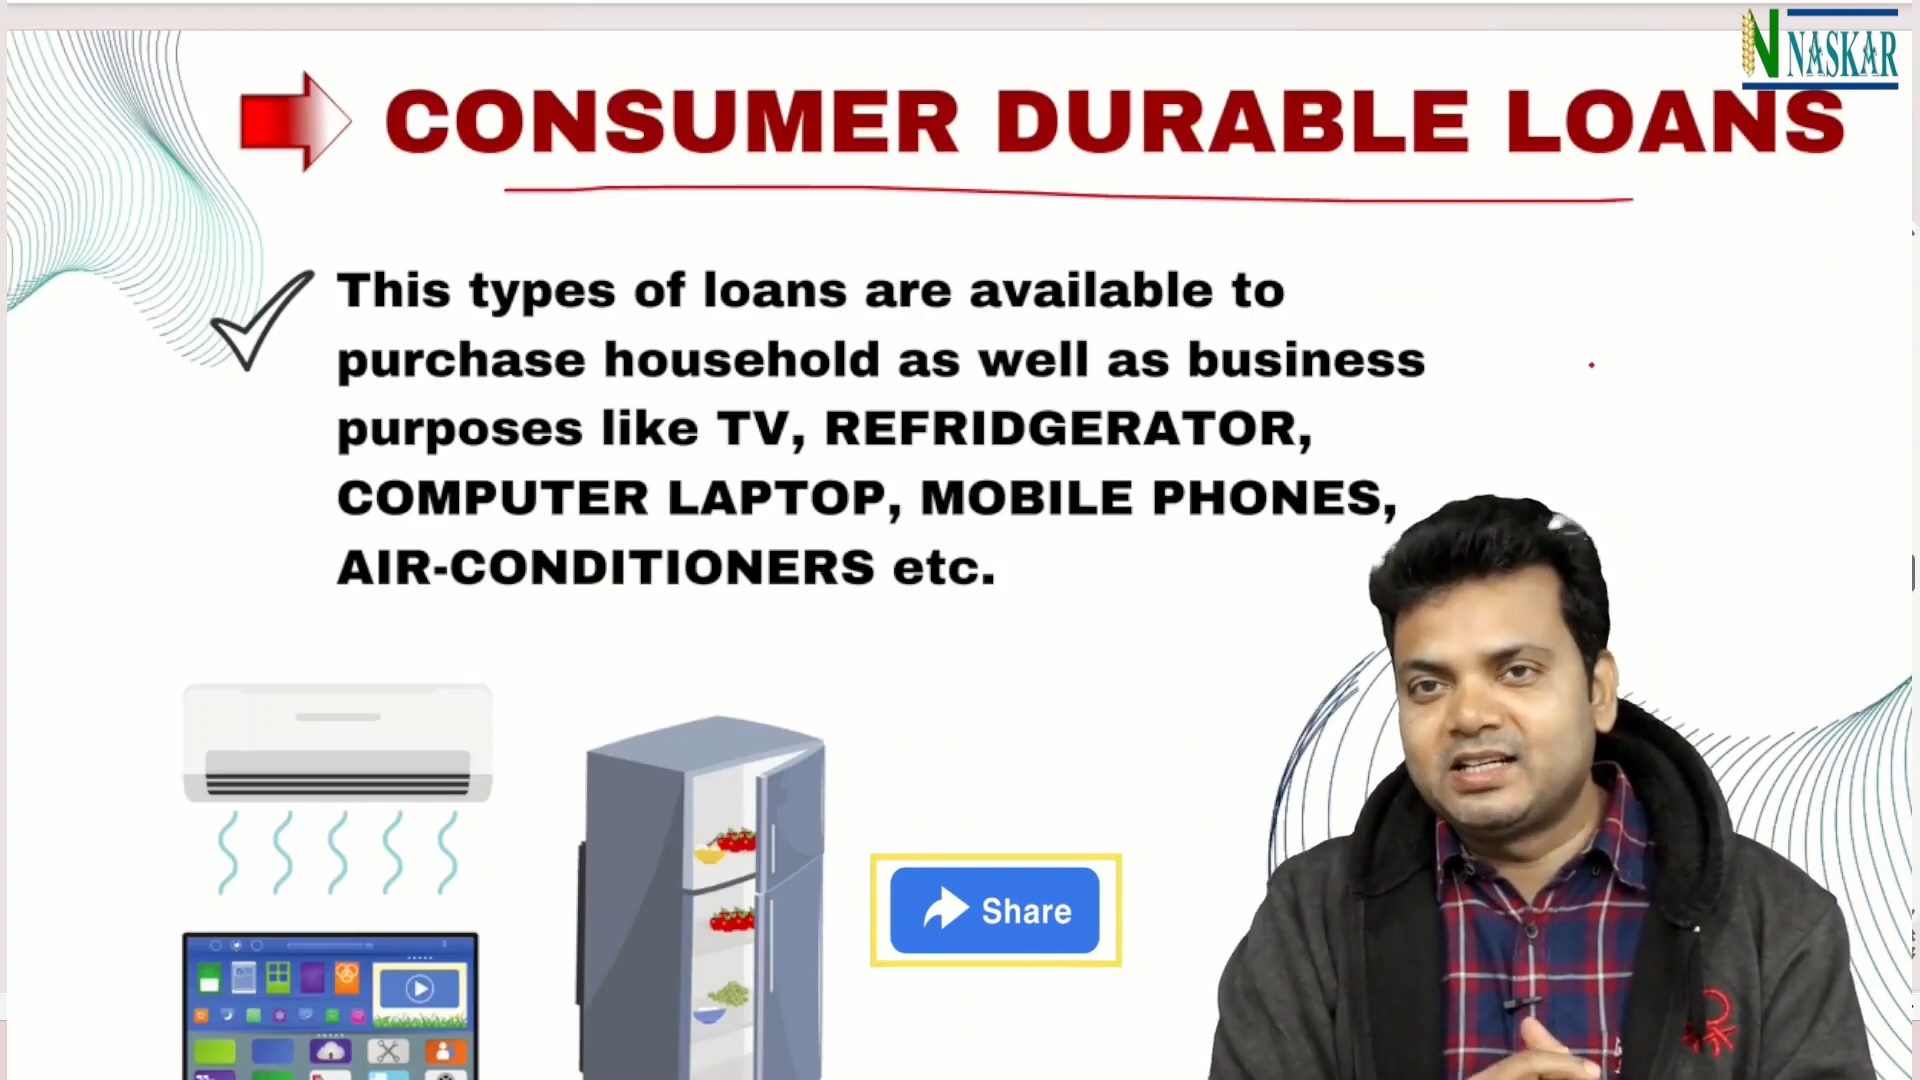 NASKAR
CONSUMER DURABLE LOANS
This types of loans are available to
purchase household as well as business
purposes like TV, REFRIDGERATOR,
COMPUTER LAPTOP, MOBILE PHONES,
AIR-CONDITIONERS etc.
Share